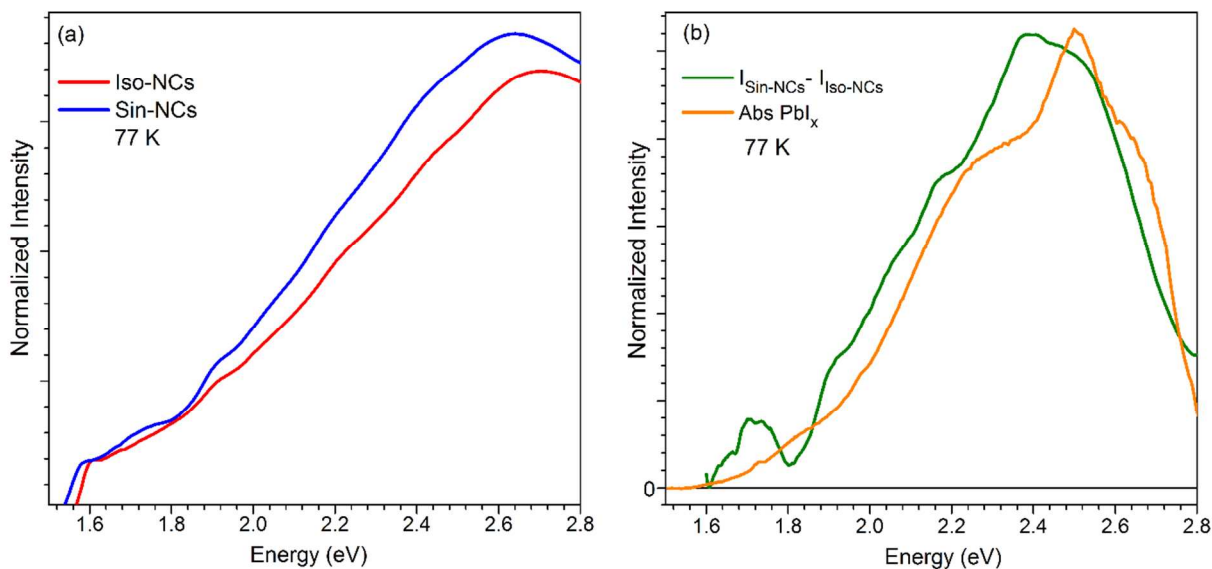 (a)
Iso-NCs
Sin-NCs
77 K
Normalized Intensity
1.6 1.8 2.0 2.2 2.4 2.6 2.8
Energy (eV)
(b)
I Sin-NCs - I Iso-NCs
Abs PbIx
77 K
Normalized Intensity
0
1.6 1.8 2.0 2.2 2.4 2.6 2.8
Energy (eV)